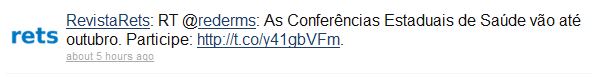 rets
RevistaRets: RT @rederms: As Conferências Estaduais de Saúde vão até
outubro. Participe: http://t.co/y41gbVFm.
about 5 hours ago